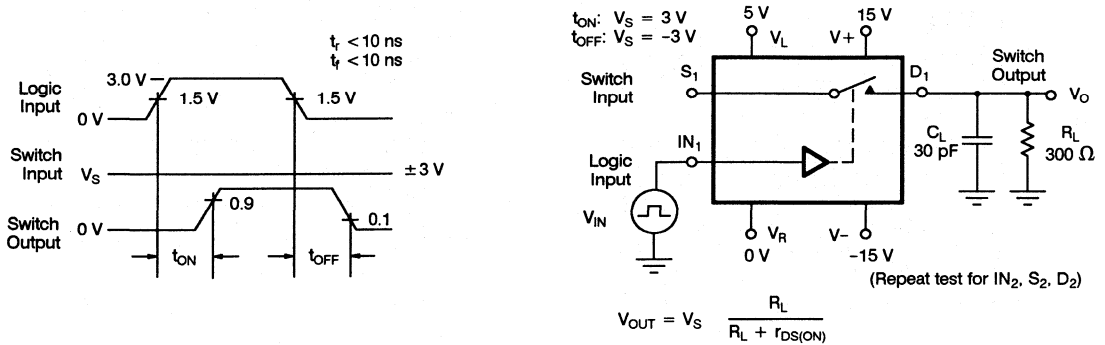 tr < 10 ns
tf < 10 ns
Logic Input
3.0 V
1.5 V
1.5 V
0 V
Switch Input
VS
±3 V
Switch Output
0 V
0.9
0.1
tON
tOFF
tON: VS = 3 V
tOFF: VS = −3 V
5 V
15 V
VL
V+
Switch Input
S1
D1
Switch Output
VO
CL
30 pF
RL
300 Ω
Logic Input
IN1
VIN
VR
V−
0 V
−15 V
(Repeat test for IN2, S2, D2)
VOUT = VS RL / RL + rDS(ON)